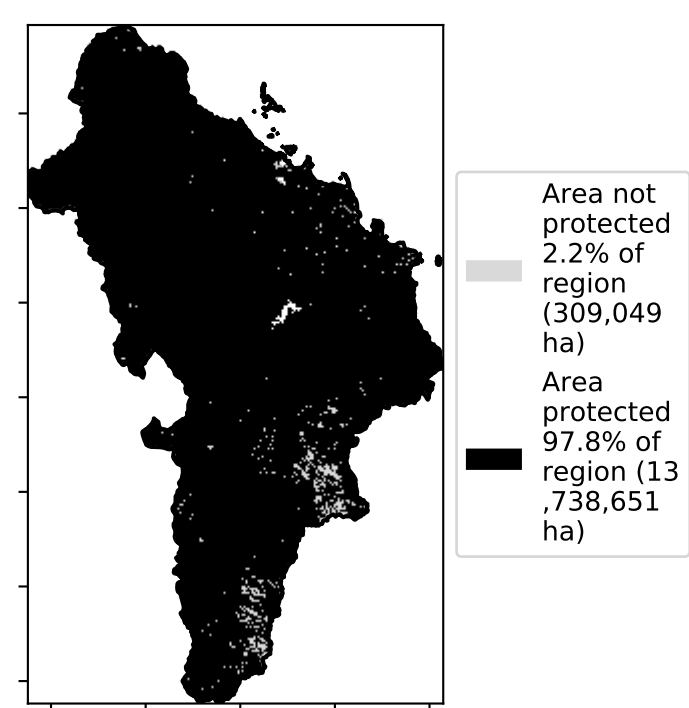 Area not
protected
2.2% of
region
(309,049
ha)
Area
protected
97.8% of
region (13
,738,651
ha)